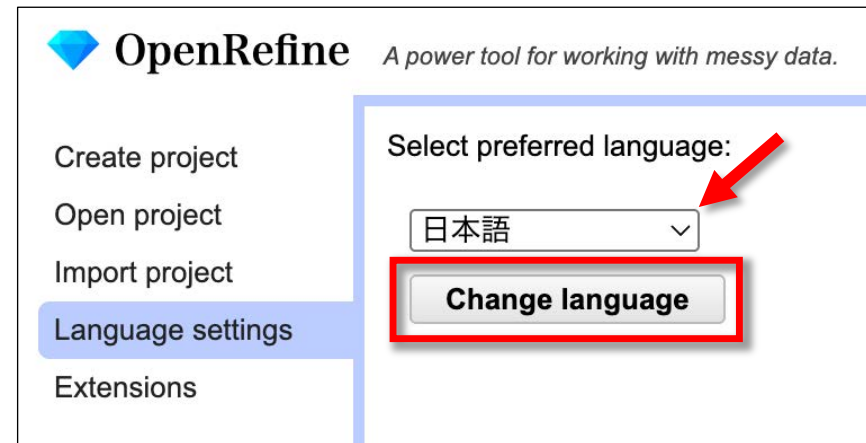 OpenRefine A power tool for working with messy data.
Create project
Open project
Import project
Language settings
Extensions
Select preferred language:
日本語
Change language